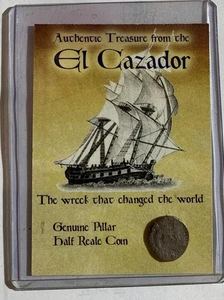 Authentic Treasure from the
El Cazador
The wreck that changed the world
Genuine Pillar
Half Reale Coin